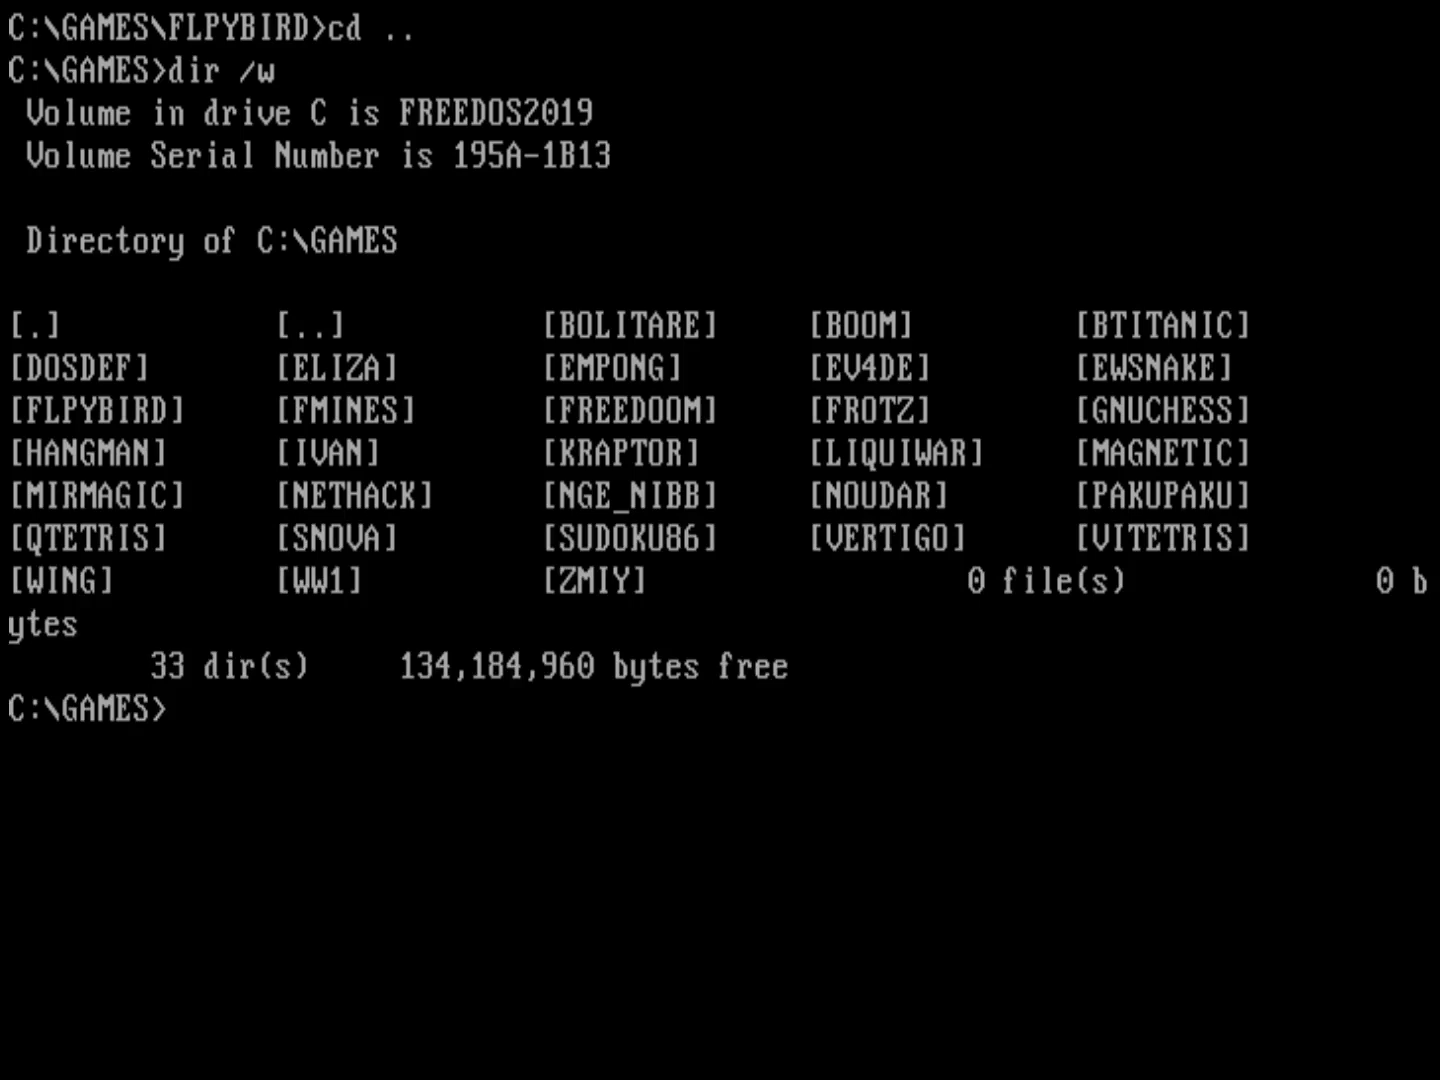 C:\GAMES\FLPYBIRD>cd ..
C:\GAMES>dir /w
 Volume in drive C is FREEDOS2019
 Volume Serial Number is 195A-1B13

 Directory of C:\GAMES

[.]            [..]           [BOLITARE]     [BOOM]         [BTITANIC]
[DOSDEF]       [ELIZA]        [EMPONG]       [EV4DE]        [EWSNAKE]
[FLPYBIRD]     [FMINES]       [FREEDOOM]     [FROTZ]        [GNUCHESS]
[HANGMAN]      [IVAN]         [KRAPTOR]      [LIQUIWAR]     [MAGNETIC]
[MIRMAGIC]     [NETHACK]      [NGE_NIBB]     [NOUDAR]       [PAKUPAKU]
[QTETRIS]      [SNOVA]        [SUDOKU86]     [VERTIGO]      [VITETRIS]
[WING]         [WW1]          [ZMIY]                  0 file(s)              0 b
ytes
        33 dir(s)     134,184,960 bytes free
C:\GAMES>